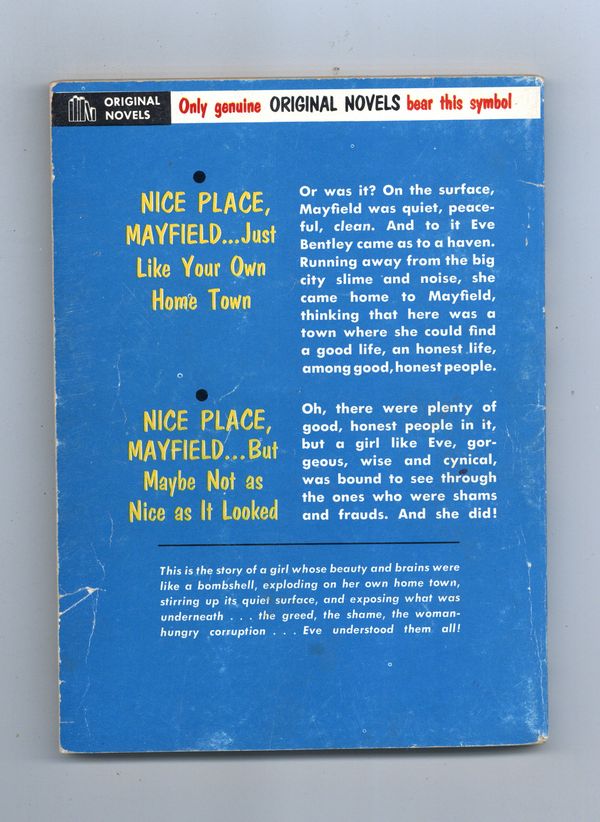 ORIGINAL
NOVELS
Only genuine ORIGINAL NOVELS bear this symbol
NICE PLACE,
MAYFIELD...Just
Like Your Own
Home Town
Or was it? On the surface,
Mayfield was quiet, peace-
ful, clean. And to it Eve
Bentley came as to a haven.
Running away from the big
city slime and noise, she
came home to Mayfield,
thinking that here was a
town where she could find
a good life, an honest life,
among good, honest people.
NICE PLACE,
MAYFIELD...But
Maybe Not as
Nice as It Looked
Oh, there were plenty of
good, honest people in it,
but a girl like Eve, gor-
geous, wise and cynical,
was bound to see through
the ones who were shams
and frauds. And she did!
This is the story of a girl whose beauty and brains were
like a bombshell, exploding on her own home town,
stirring up its quiet surface, and exposing what was
underneath . . . the greed, the shame, the woman-
hungry corruption . . . Eve understood them all!